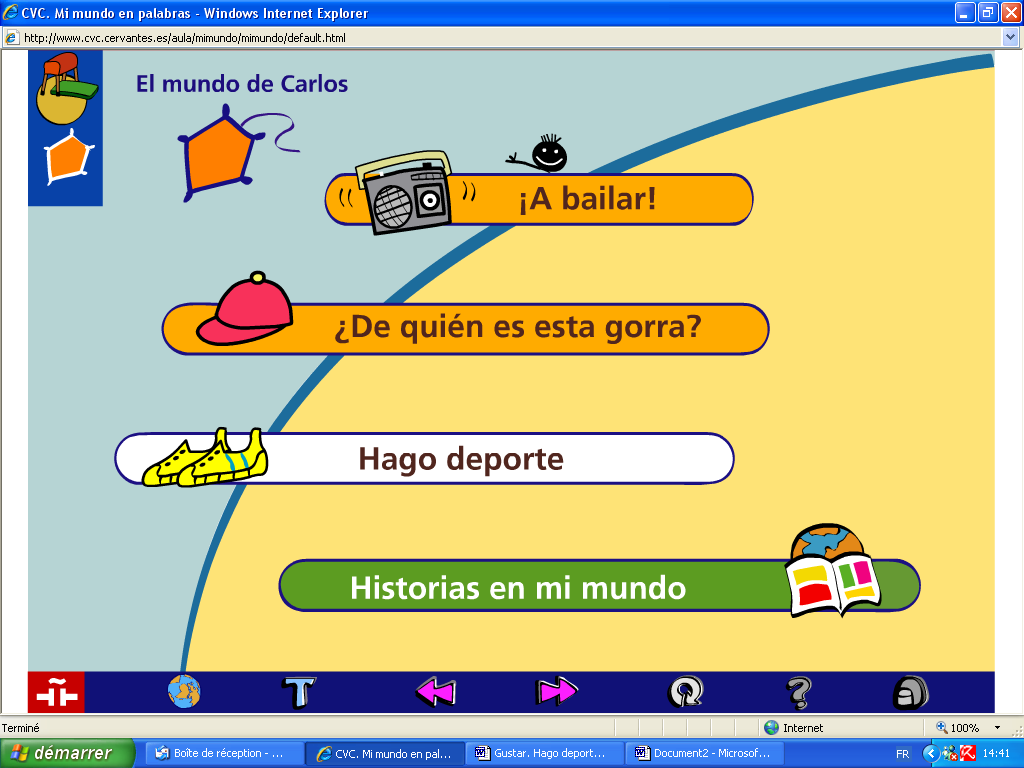 CVC. Mi mundo en palabras - Windows Internet Explorer
http://www.cvc.cervantes.es/aula/mimundo/mimundo/default.html
El mundo de Carlos
¡A bailar!
¿De quién es esta gorra?
Hago deporte
Historias en mi mundo
T
?
Terminé
Internet
100%
démarrer
Boîte de réception - ...
CVC. Mi mundo en pal...
Gustar. Hago deport...
Document2 - Microsof...
FR
14:41